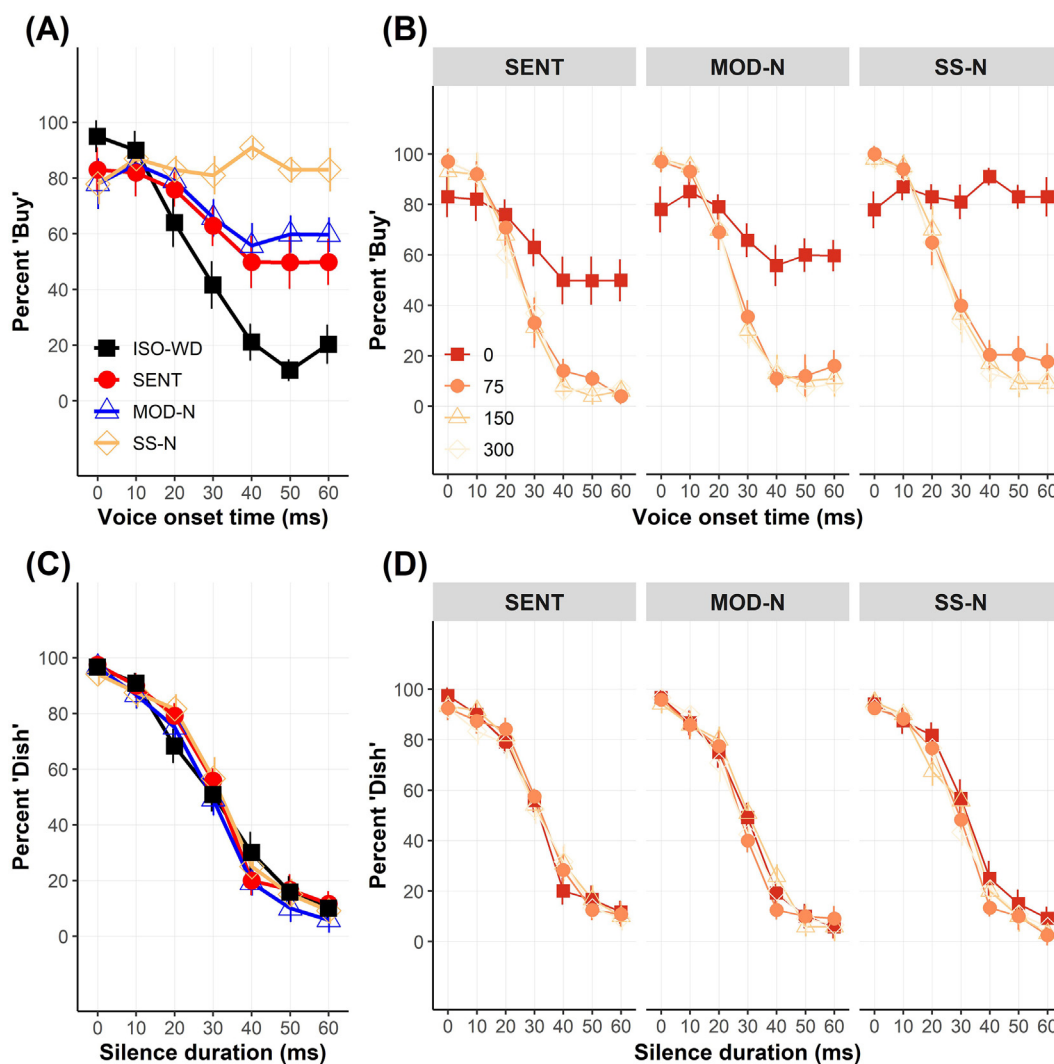 (A)
100
80
60
40
20
0
Percent 'Buy'
ISO-WD
SENT
MOD-N
SS-N
0 10 20 30 40 50 60
Voice onset time (ms)
(B)
SENT MOD-N SS-N
100
80
60
40
20
0
Percent 'Buy'
0
75
150
300
0 10 20 30 40 50 60 0 10 20 30 40 50 60 0 10 20 30 40 50 60
Voice onset time (ms)
(C)
100
80
60
40
20
0
Percent 'Dish'
0 10 20 30 40 50 60
Silence duration (ms)
(D)
SENT MOD-N SS-N
100
80
60
40
20
0
Percent 'Dish'
0 10 20 30 40 50 60 0 10 20 30 40 50 60 0 10 20 30 40 50 60
Silence duration (ms)